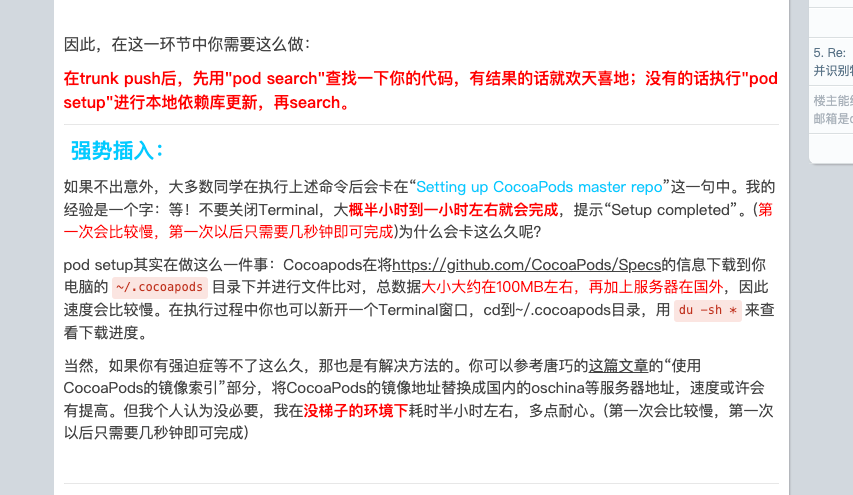 因此，在这一环节中你需要这么做：
在trunk push后，先用"pod search"查找一下你的代码，有结果的话就欢天喜地；没有的话执行"pod
setup"进行本地依赖库更新，再search。
强势插入：
如果不出意外，大多数同学在执行上述命令后会卡在“Setting up CocoaPods master repo”这一句中。我的
经验是一个字：等！不要关闭Terminal，大概半小时到一小时左右就会完成，提示“Setup completed”。(第
一次会比较慢，第一次以后只需要几秒钟即可完成)为什么会卡这么久呢?
pod setup其实在做这么一件事：Cocoapods在将https://github.com/CocoaPods/Specs的信息下载到你
电脑的 ~/.cocoapods 目录下并进行文件比对，总数据大小大约在100MB左右，再加上服务器在国外，因此
速度会比较慢。在执行过程中你也可以新开一个Terminal窗口，cd到~/.cocoapods目录，用 du -sh * 来查
看下载进度。
当然，如果你有强迫症等不了这么久，那也是有解决方法的。你可以参考唐巧的这篇文章的“使用
CocoaPods的镜像索引”部分，将CocoaPods的镜像地址替换成国内的oschina等服务器地址，速度或许会
有提高。但我个人认为没必要，我在没梯子的环境下耗时半小时左右，多点耐心。(第一次会比较慢，第一次
以后只需要几秒钟即可完成)
5. Re:
并识别
楼主能
邮箱是